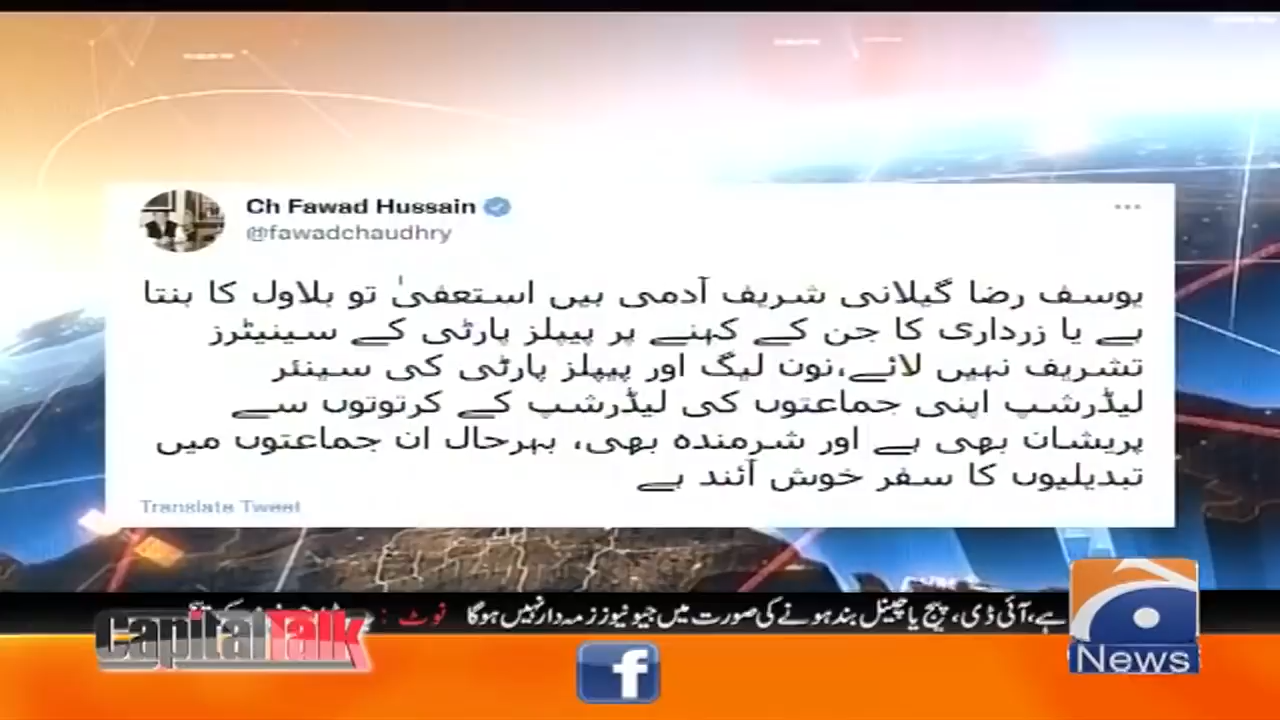 Ch Fawad Hussain
@fawadchaudhry
یوسف رضا گیلانی شریف آدمی ہیں استعفیٰ تو بلاول کا بنتا
ہے یا زرداری کا جن کے کہنے پر پیپلز پارٹی کے سینیٹرز
تشریف نہیں لائے،نون لیگ اور پیپلز پارٹی کی سینئر
لیڈرشپ اپنی جماعتوں کی لیڈرشپ کے کرتوتوں سے
پریشان بھی ہے اور شرمندہ بھی، بہرحال ان جماعتوں میں
تبدیلیوں کا سفر خوش آئند ہے
Translate Tweet
ہے،آئی ڈی، پیج یا چینل بند ہونے کی صورت میں جیو نیوز زمہ دار نہیں ہوگا نوٹ :
Capital Talk
f
News